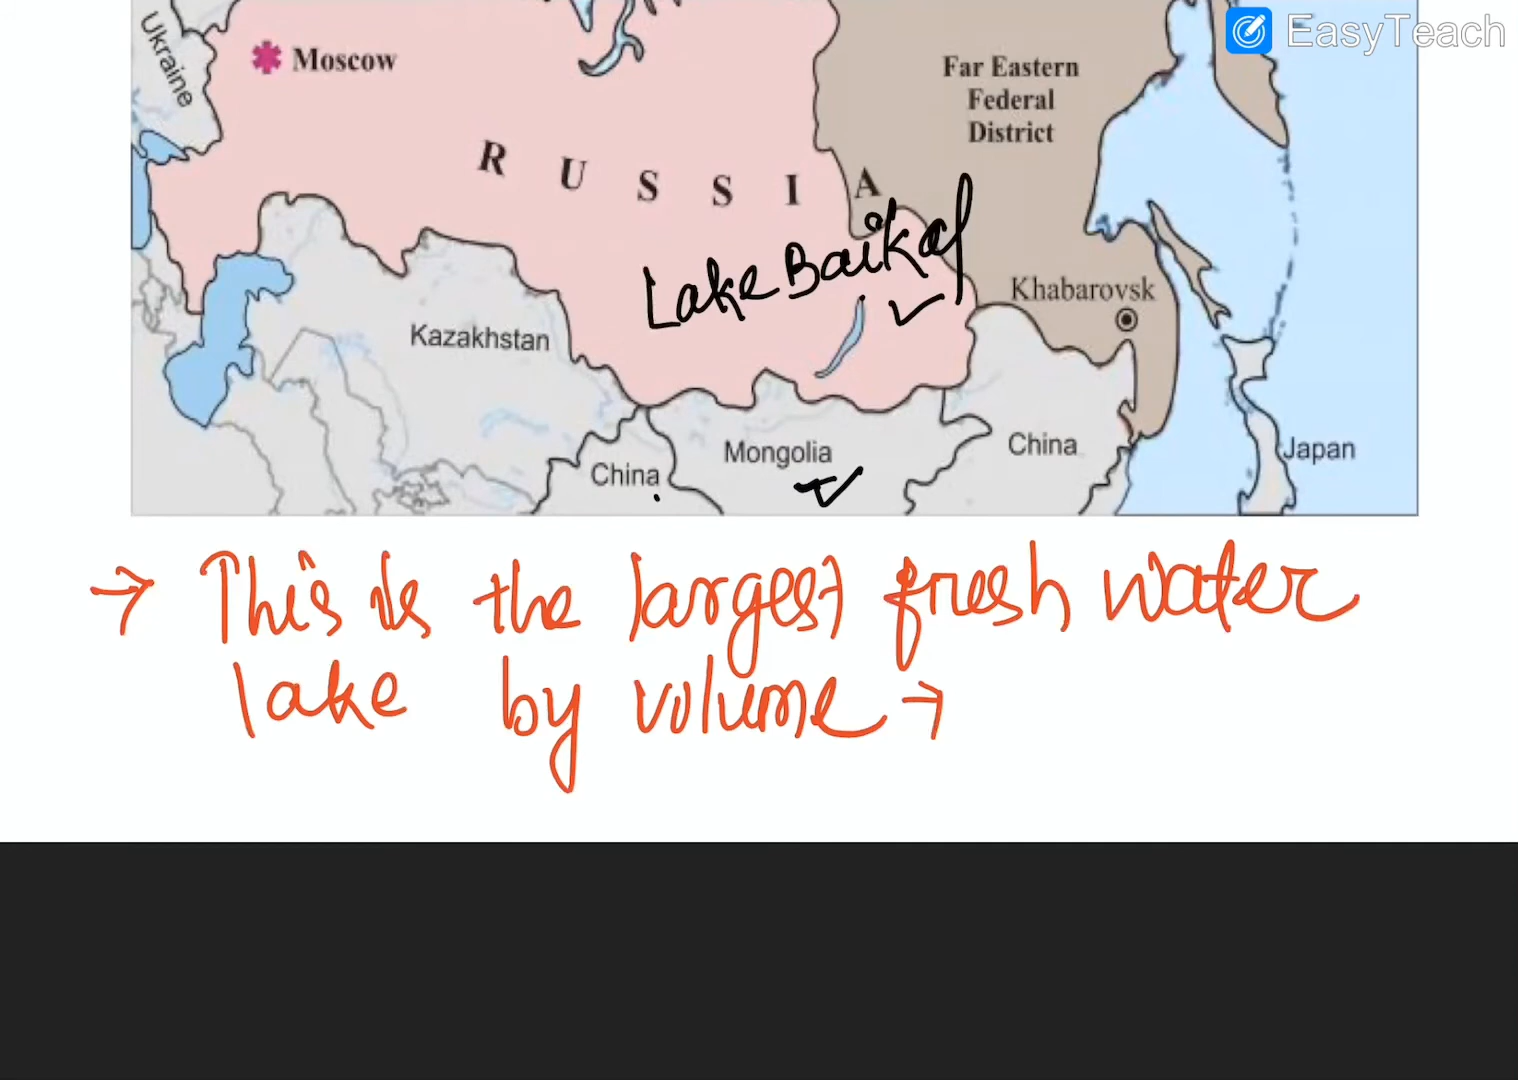 EasyTeach
Ukraine
Moscow
Far Eastern
Federal
District
RUSSIA
Lake Baikal
Khabarovsk
Kazakhstan
Mongolia
China
China
Japan
→ This is the largest fresh water
lake by volume →